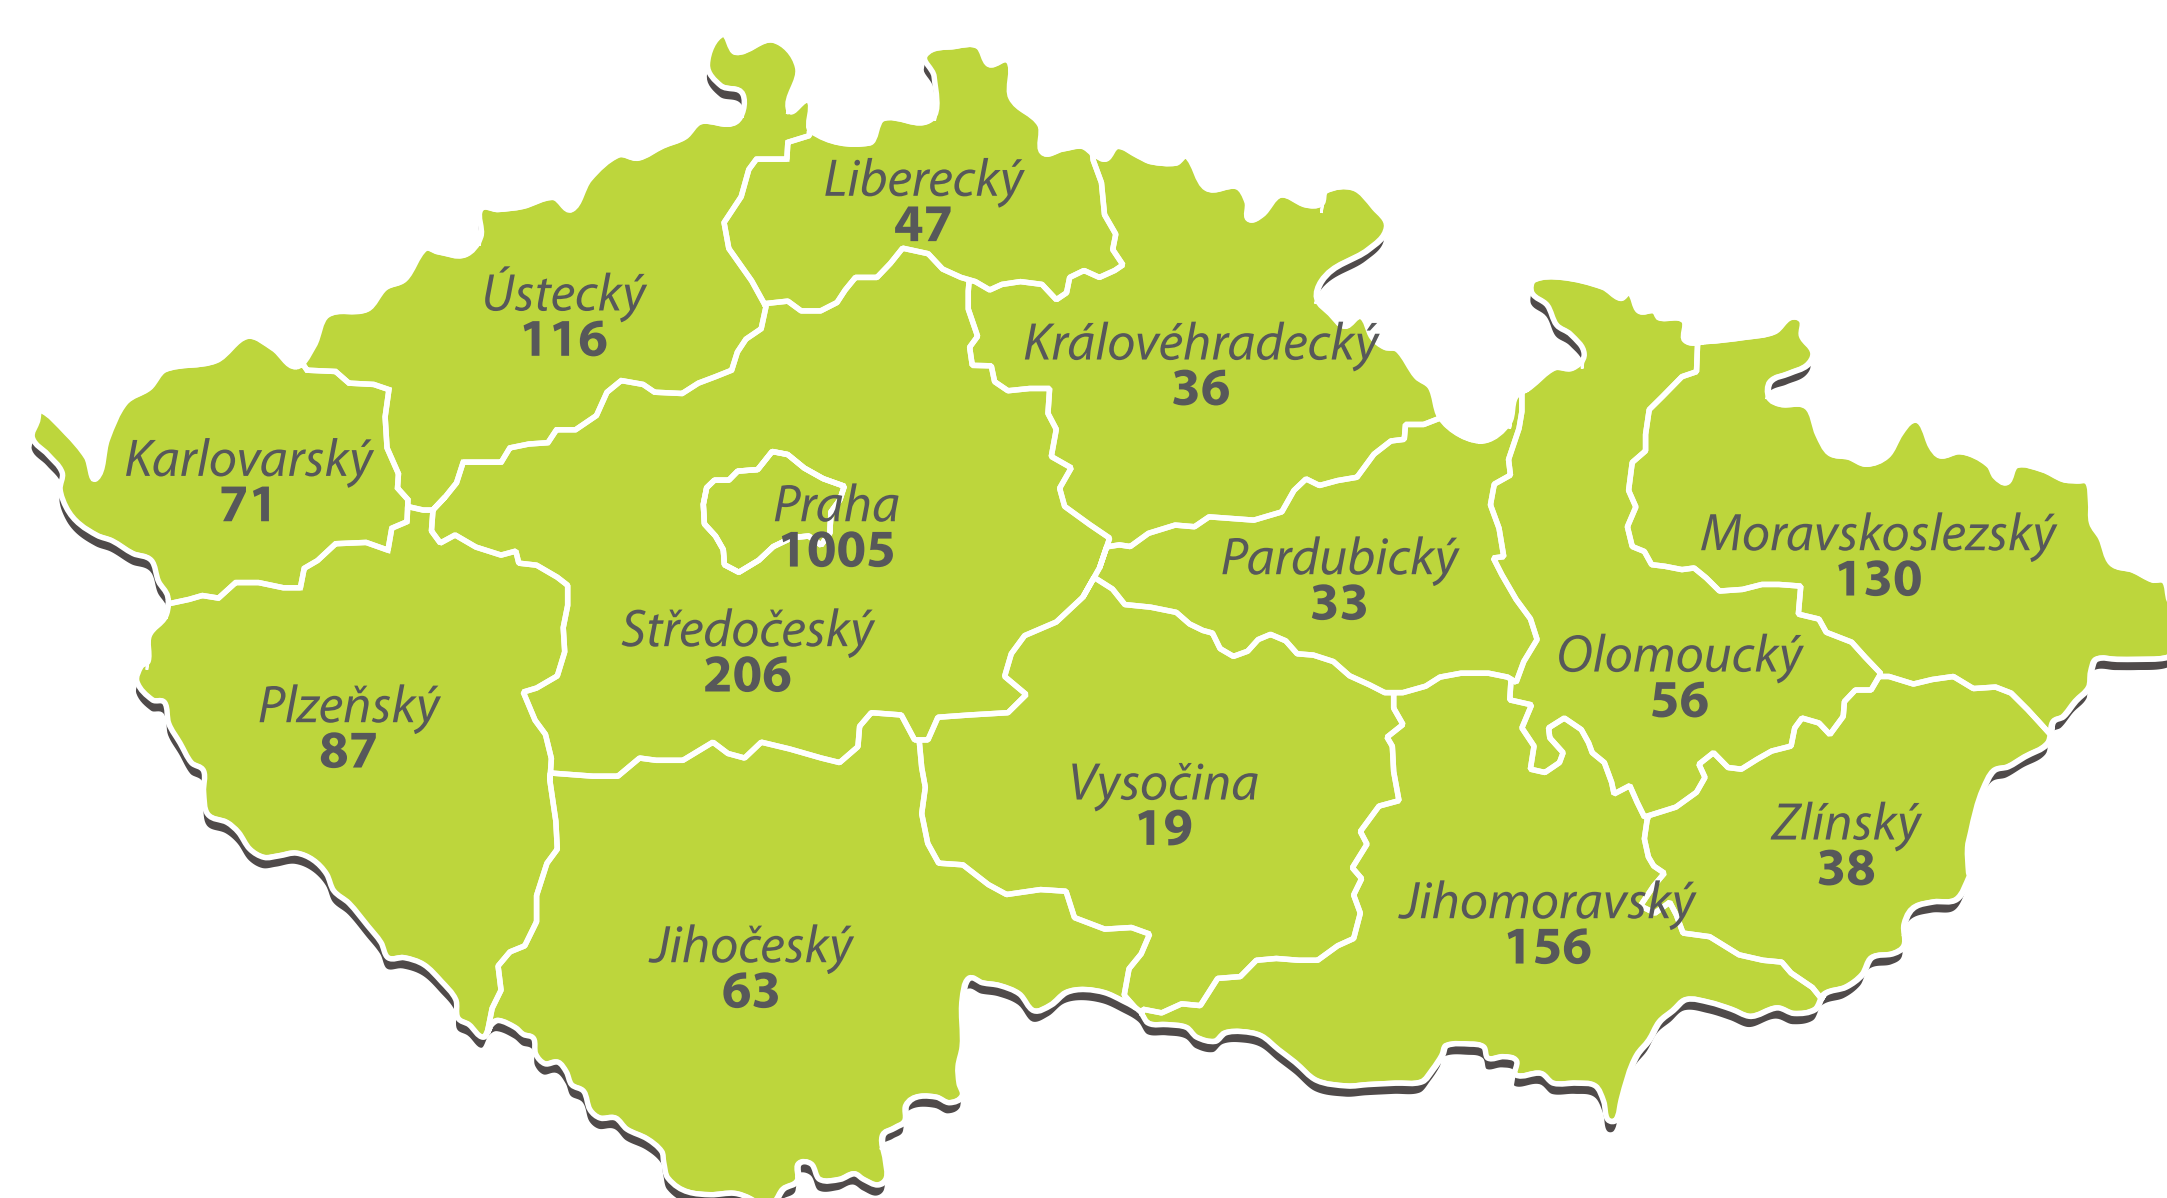 Liberecký
47
Ústecký
116
Královéhradecký
36
Karlovarský
71
Praha
1005
Moravskoslezský
130
Pardubický
33
Středočeský
206
Olomoucký
56
Plzeňský
87
Vysočina
19
Zlínský
38
Jihomoravský
156
Jihočeský
63